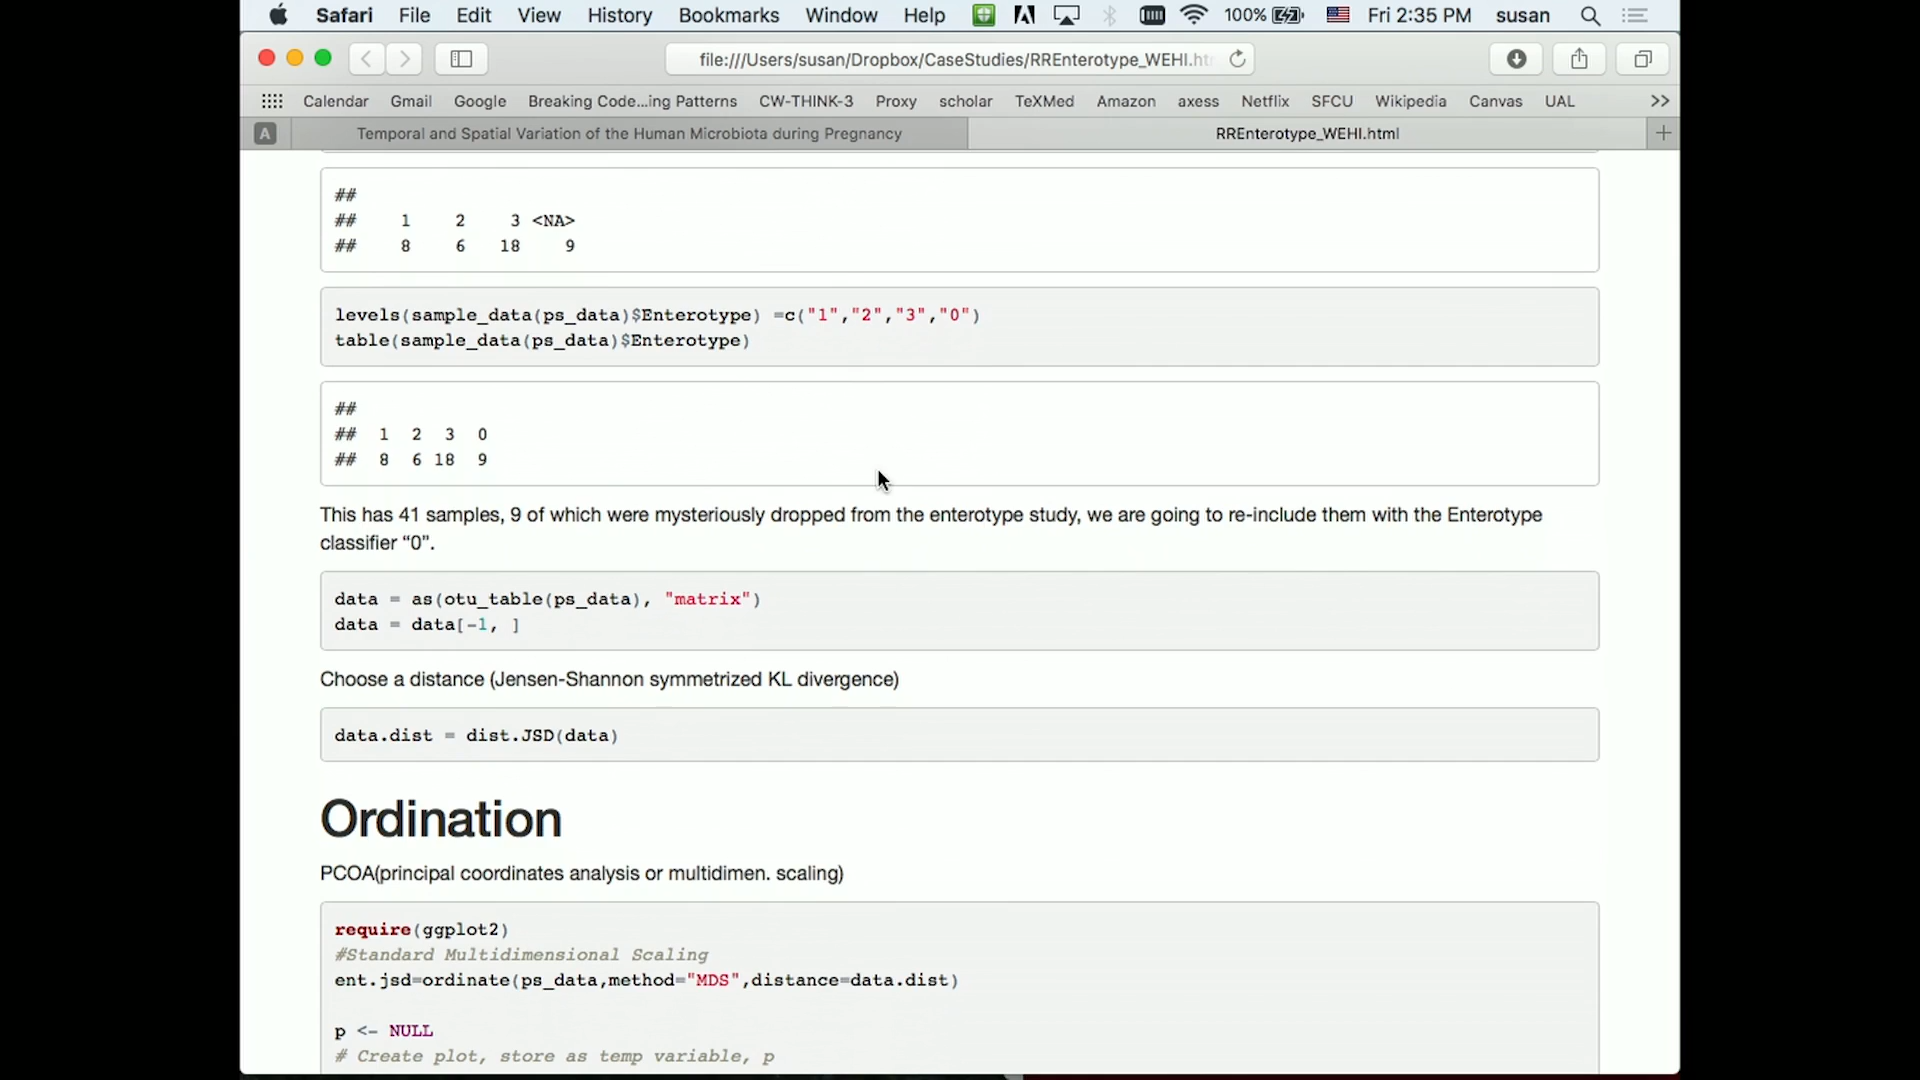 Safari File Edit View History Bookmarks Window Help 100% Fri 2:35 PM susan
file:///Users/susan/Dropbox/CaseStudies/RREnterotype_WEHI.ht
Calendar Gmail Google Breaking Code...ing Patterns CW-THINK-3 Proxy scholar TeXMed Amazon axess Netflix SFCU Wikipedia Canvas UAL >>
A Temporal and Spatial Variation of the Human Microbiota during Pregnancy RREnterotype_WEHI.html
##
## 1 2 3 <NA>
## 8 6 18 9
levels(sample_data(ps_data)$Enterotype) =c("1","2","3","0")
table(sample_data(ps_data)$Enterotype)
##
## 1 2 3 0
## 8 6 18 9
This has 41 samples, 9 of which were mysteriously dropped from the enterotype study, we are going to re-include them with the Enterotype
classifier “0”.
data = as(otu_table(ps_data), "matrix")
data = data[-1, ]
Choose a distance (Jensen-Shannon symmetrized KL divergence)
data.dist = dist.JSD(data)
Ordination
PCOA(principal coordinates analysis or multidimen. scaling)
require(ggplot2)
#Standard Multidimensional Scaling
ent.jsd=ordinate(ps_data,method="MDS",distance=data.dist)
p <- NULL
# Create plot, store as temp variable, p